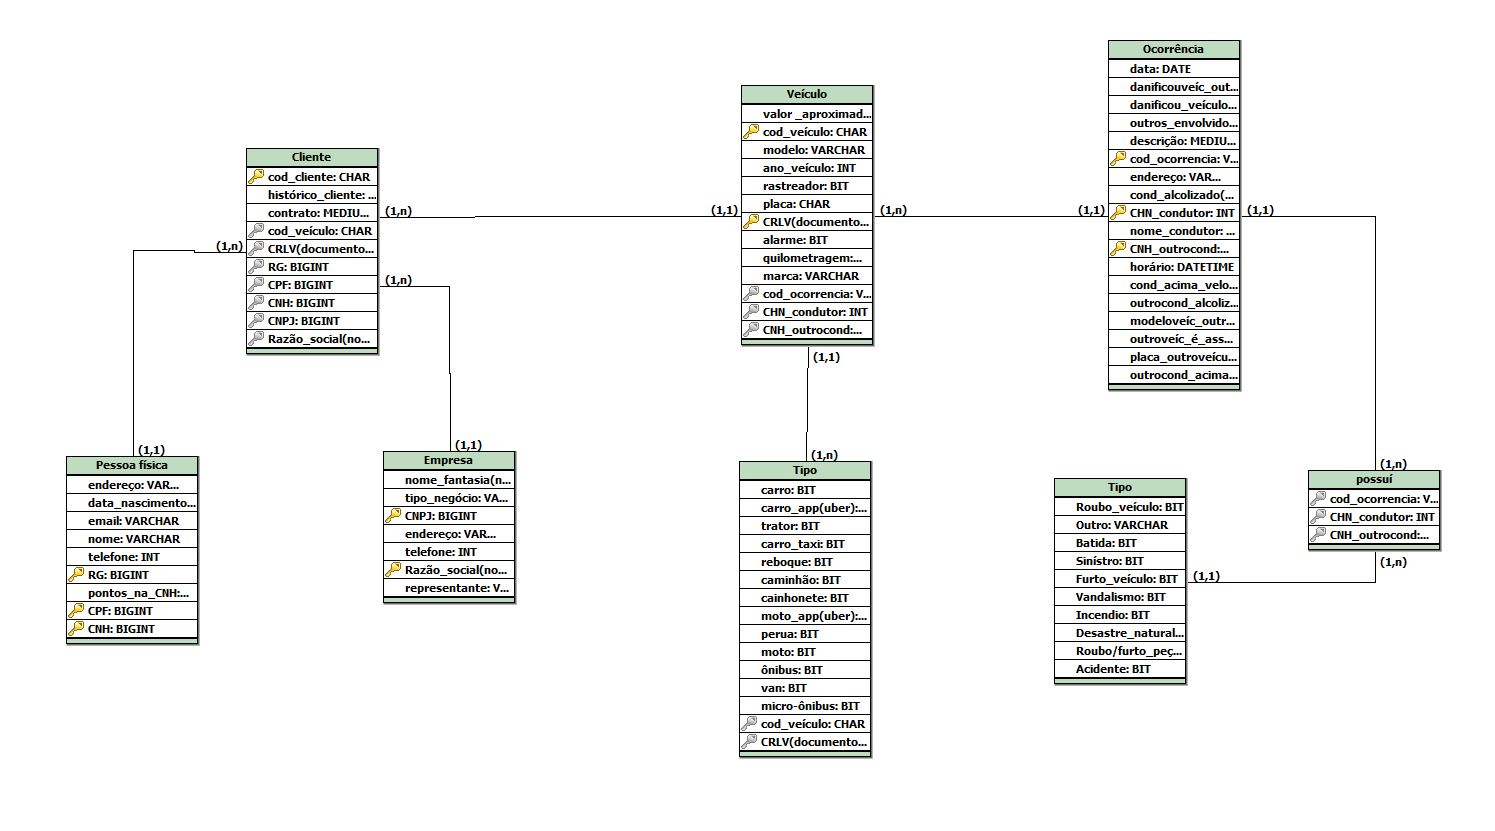 Cliente
cod_cliente: CHAR
histórico_cliente: ...
contrato: MEDIU...
cod_veículo: CHAR
CRLV(documento...
RG: BIGINT
CPF: BIGINT
CNH: BIGINT
CNPJ: BIGINT
Razão_social(no...
(1,n)
(1,n)
(1,n)
(1,1)
Pessoa física
endereço: VAR...
data_nascimento...
email: VARCHAR
nome: VARCHAR
telefone: INT
RG: BIGINT
pontos_na_CNH:...
CPF: BIGINT
CNH: BIGINT
(1,1)
Empresa
nome_fantasia(n...
tipo_negócio: VA...
CNPJ: BIGINT
endereço: VAR...
telefone: INT
Razão_social(no...
representante: V...
(1,1)
Veículo
valor _aproximad...
cod_veículo: CHAR
modelo: VARCHAR
ano_veículo: INT
rastreador: BIT
placa: CHAR
CRLV(documento...
alarme: BIT
quilometragem:...
marca: VARCHAR
cod_ocorrencia: V...
CHN_condutor: INT
CNH_outrocond:...
(1,n)
(1,1)
(1,1)
(1,n)
Tipo
carro: BIT
carro_app(uber):...
trator: BIT
carro_taxi: BIT
reboque: BIT
caminhão: BIT
cainhonete: BIT
moto_app(uber):...
perua: BIT
moto: BIT
ônibus: BIT
van: BIT
micro-ônibus: BIT
cod_veículo: CHAR
CRLV(documento...
Ocorrência
data: DATE
danificouveíc_out...
danificou_veículo...
outros_envolvido...
descrição: MEDIU...
cod_ocorrencia: V...
endereço: VAR...
cond_alcolizado(...
CHN_condutor: INT
nome_condutor: ...
CNH_outrocond:...
horário: DATETIME
cond_acima_velo...
outrocond_alcoliz...
modeloveíc_outr...
outroveíc_é_ass...
placa_outroveícu...
outrocond_acima...
(1,1)
(1,n)
possuí
cod_ocorrencia: V...
CHN_condutor: INT
CNH_outrocond:...
(1,n)
(1,1)
Tipo
Roubo_veículo: BIT
Outro: VARCHAR
Batida: BIT
Sinístro: BIT
Furto_veículo: BIT
Vandalismo: BIT
Incendio: BIT
Desastre_natural...
Roubo/furto_peç...
Acidente: BIT